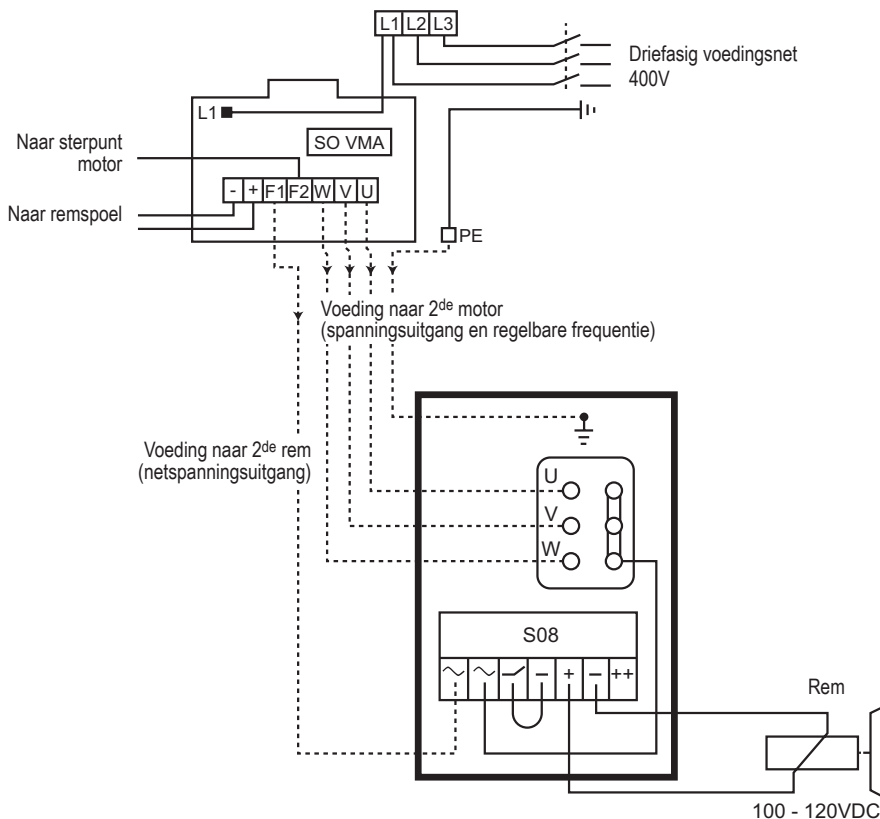 L1 L2 L3
Driefasig voedingsnet
400V
L1
SO VMA
Naar sterpunt
motor
- + F1 F2 W V U
Naar remspoel
PE
Voeding naar 2de motor
(spanningsuitgang en regelbare frequentie)
Voeding naar 2de rem
(netspanningsuitgang)
U
V
W
S08
+ – ++
Rem
100 - 120VDC